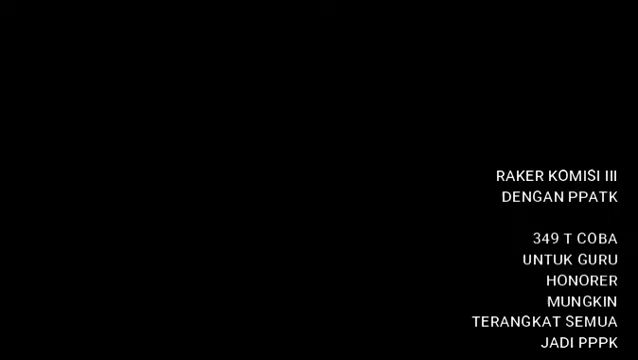 RAKER KOMISI III
DENGAN PPATK
349 T COBA
UNTUK GURU
HONORER
MUNGKIN
TERANGKAT SEMUA
JADI PPPK